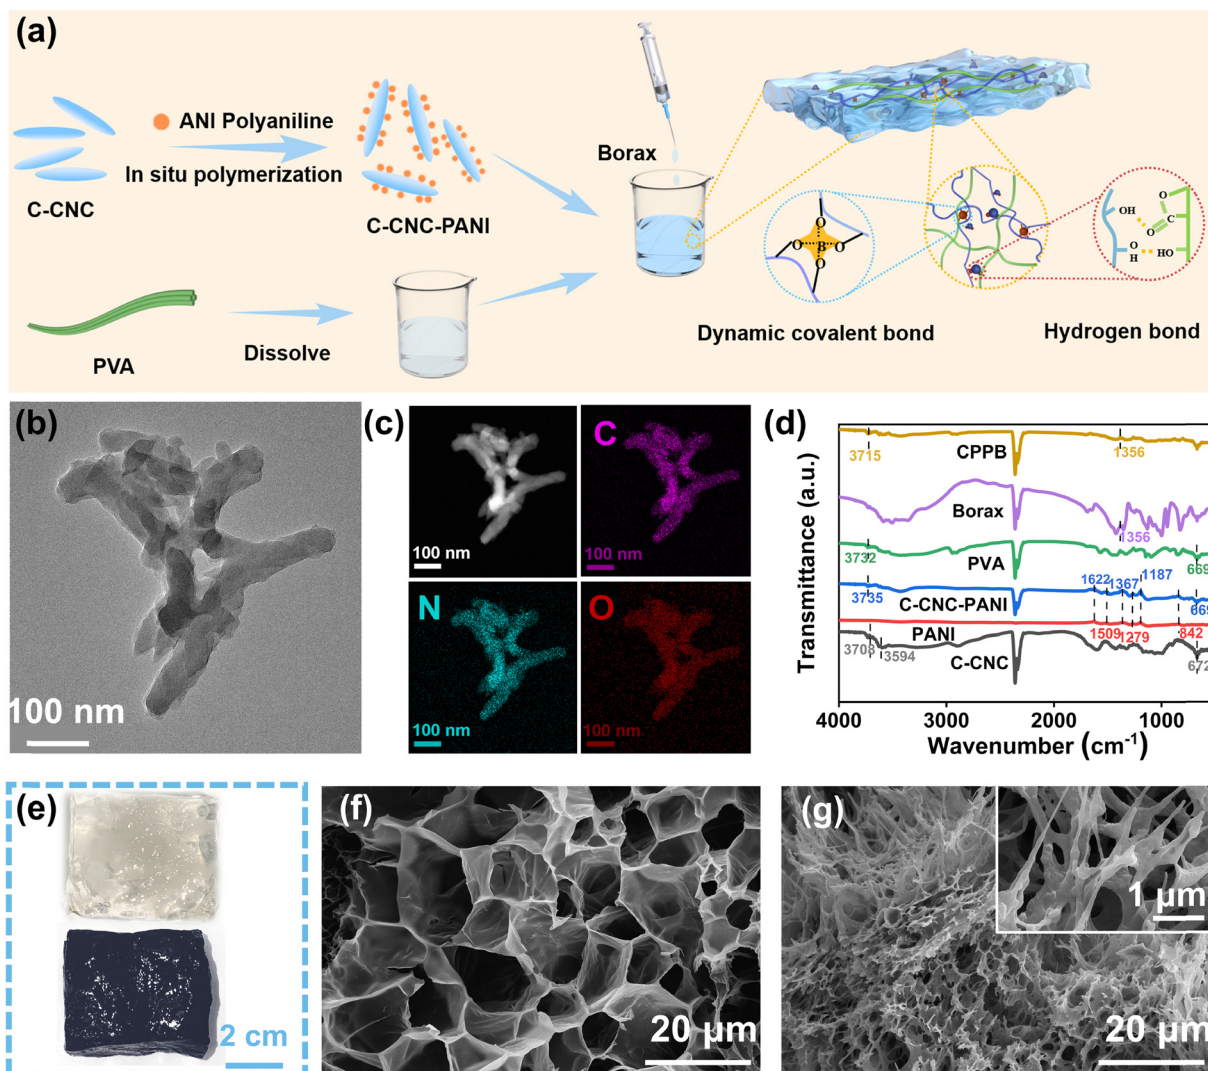 (a)
ANI Polyaniline
In situ polymerization
C-CNC
C-CNC-PANI
PVA
Dissolve
Borax
O
O B O
O
Dynamic covalent bond
OH
O
C
O
O
H
HO
Hydrogen bond
(b)
100 nm
(c)
100 nm
C
100 nm
N
100 nm
O
100 nm
(d)
Transmittance (a.u.)
3715
CPPB
1356
Borax
1356
3732
PVA
669
1622
1367
1187
3735
C-CNC-PANI
669
PANI
1509
1279
842
3708
3594
C-CNC
672
4000
3000
2000
1000
Wavenumber (cm⁻¹)
(e)
2 cm
(f)
20 μm
(g)
1 μm
20 μm